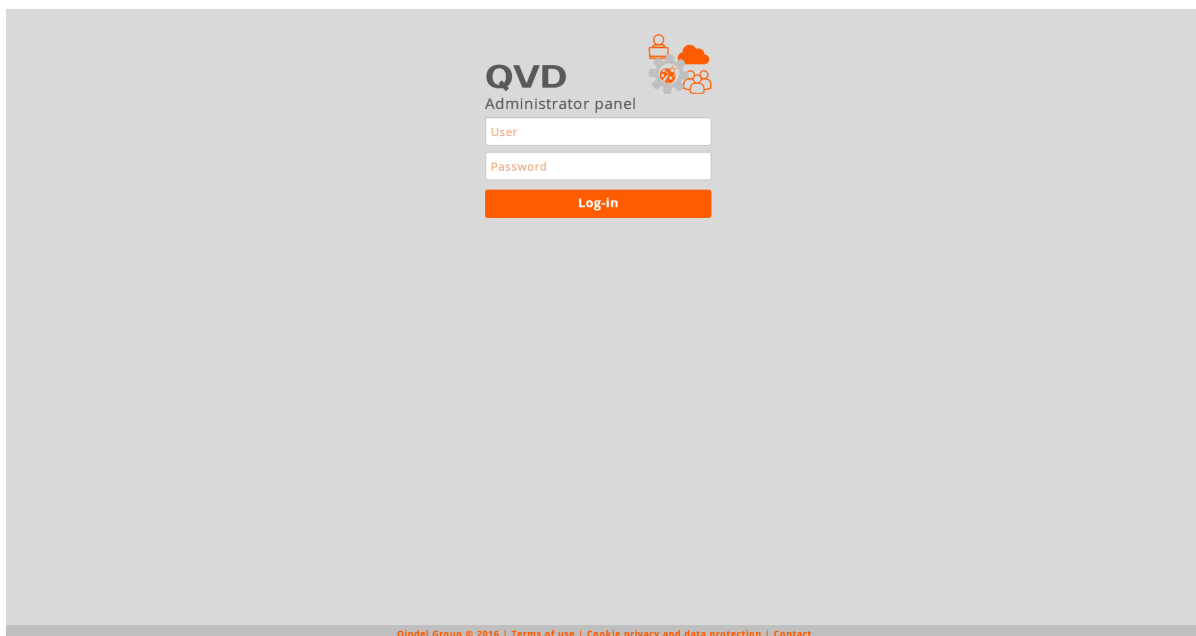 QVD
Administrator panel
User
Password
Log-in
Qindel Group © 2016 | Terms of use | Cookie privacy and data protection | Contact